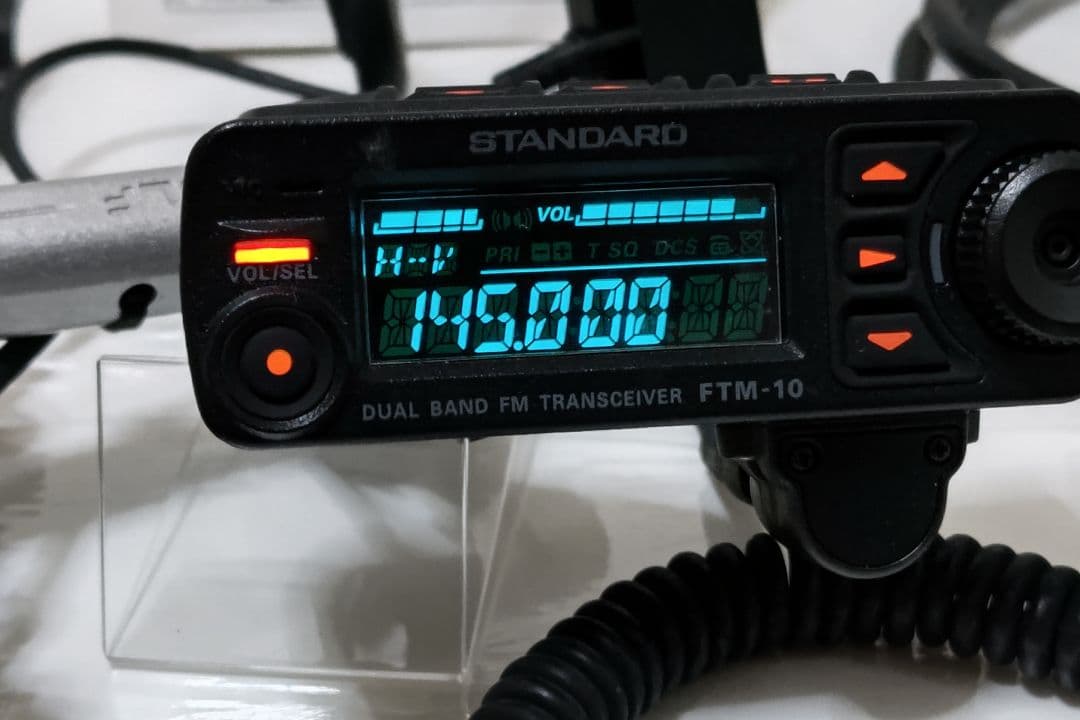 STANDARD
VOL
PRI T SQ DCS
VOL/SEL
H-V
145.000
DUAL BAND FM TRANSCEIVER FTM-10